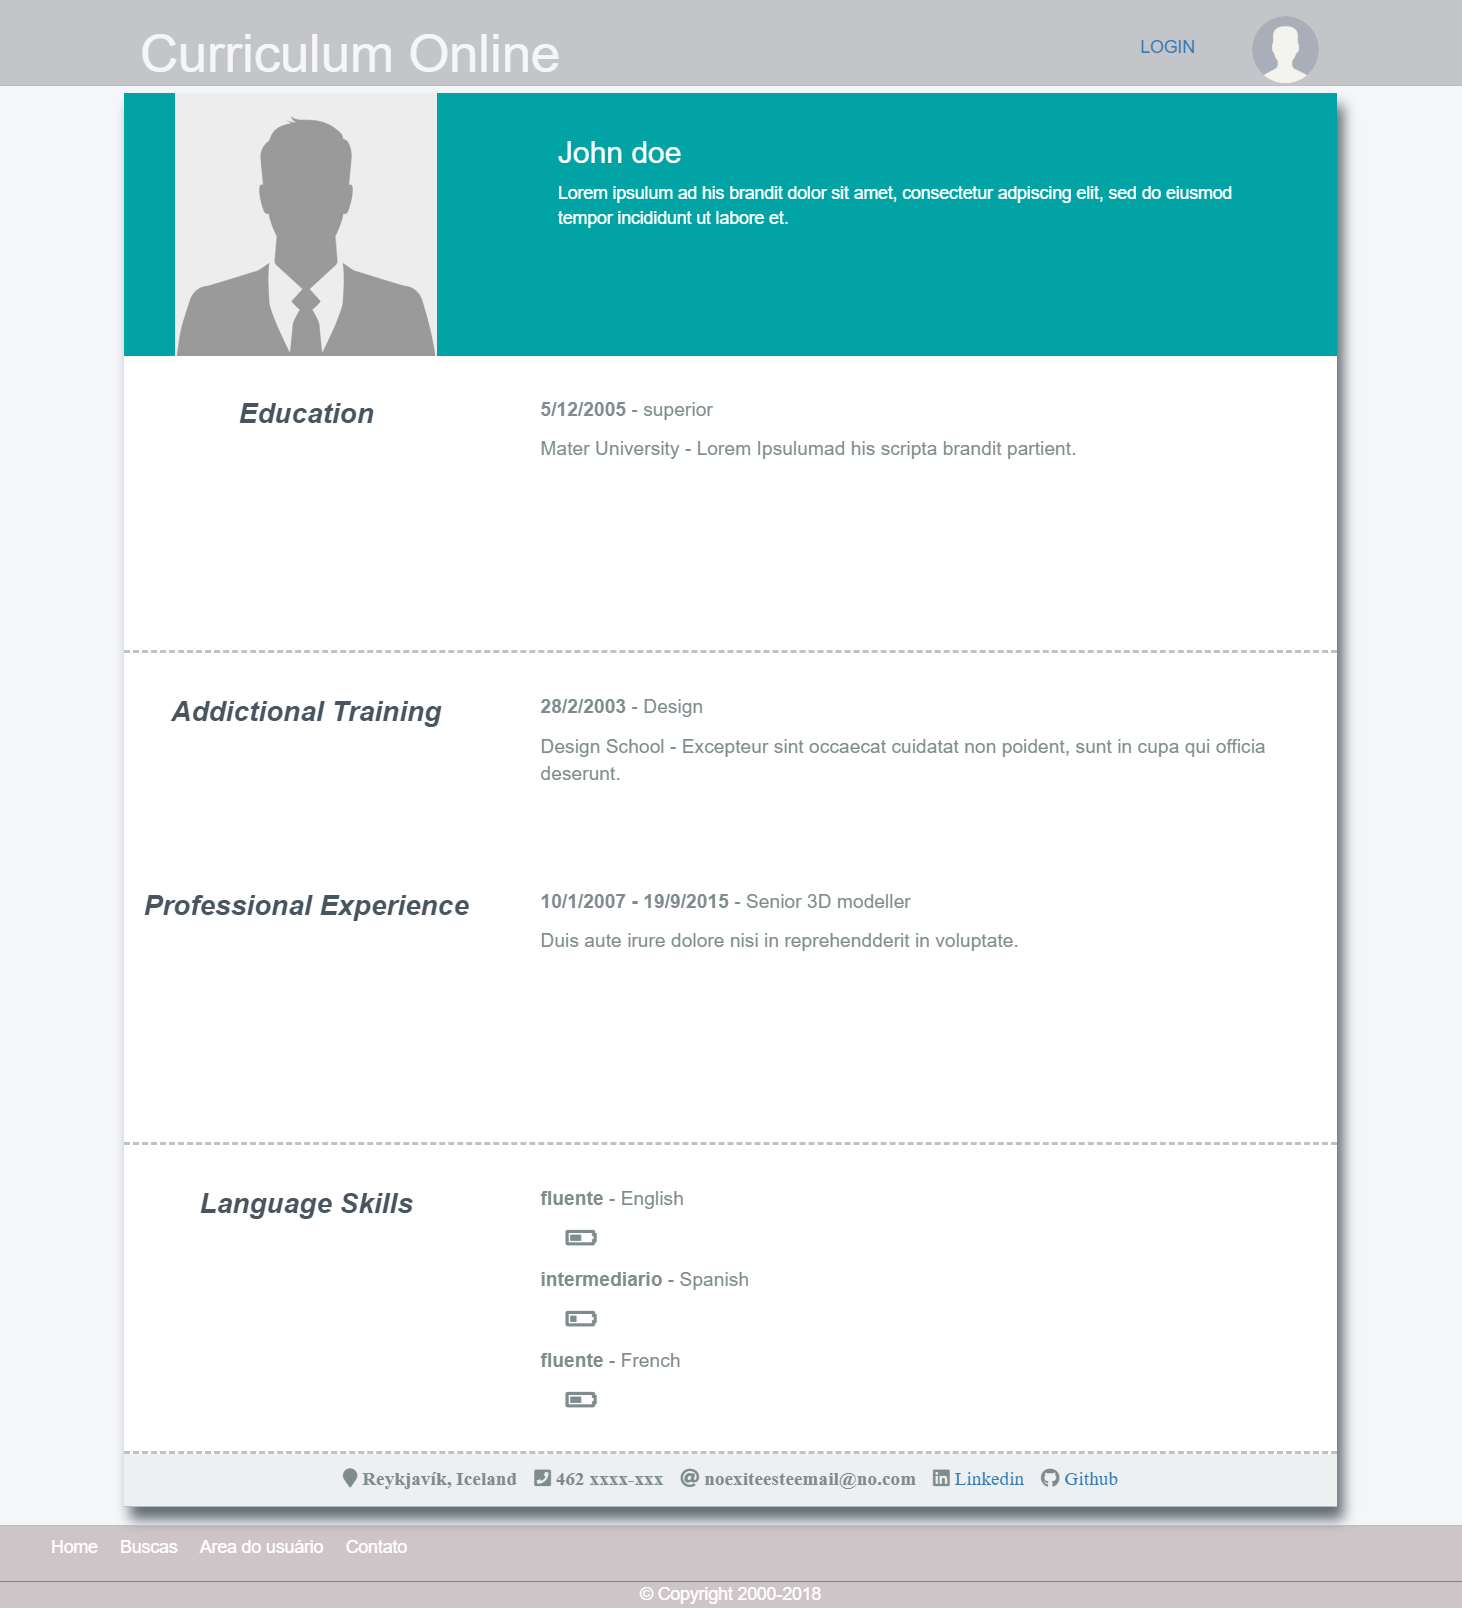 Curriculum Online
LOGIN
John doe
Lorem ipsulum ad his brandit dolor sit amet, consectetur adpiscing elit, sed do eiusmod
tempor incididunt ut labore et.
Education
5/12/2005 - superior
Mater University - Lorem Ipsulumad his scripta brandit partient.
Addictional Training
28/2/2003 - Design
Design School - Excepteur sint occaecat cuidatat non poident, sunt in cupa qui officia
deserunt.
Professional Experience
10/1/2007 - 19/9/2015 - Senior 3D modeller
Duis aute irure dolore nisi in reprehendderit in voluptate.
Language Skills
fluente - English
intermediario - Spanish
fluente - French
Reykjavík, Iceland 462 xxxx-xxx noexiteesteemail@no.com Linkedin Github
Home Buscas Area do usuário Contato
© Copyright 2000-2018